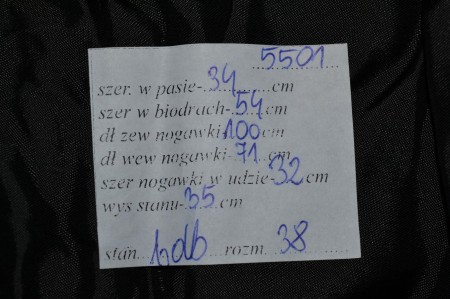 5501
szer. w pasie-34cm
szer w biodrach-54cm
dł zew nogawki 100cm
dł wew nogawki-71cm
szer nogawki w udzie-32cm
wys stanu-35cm
stan. bdb rozm. 38